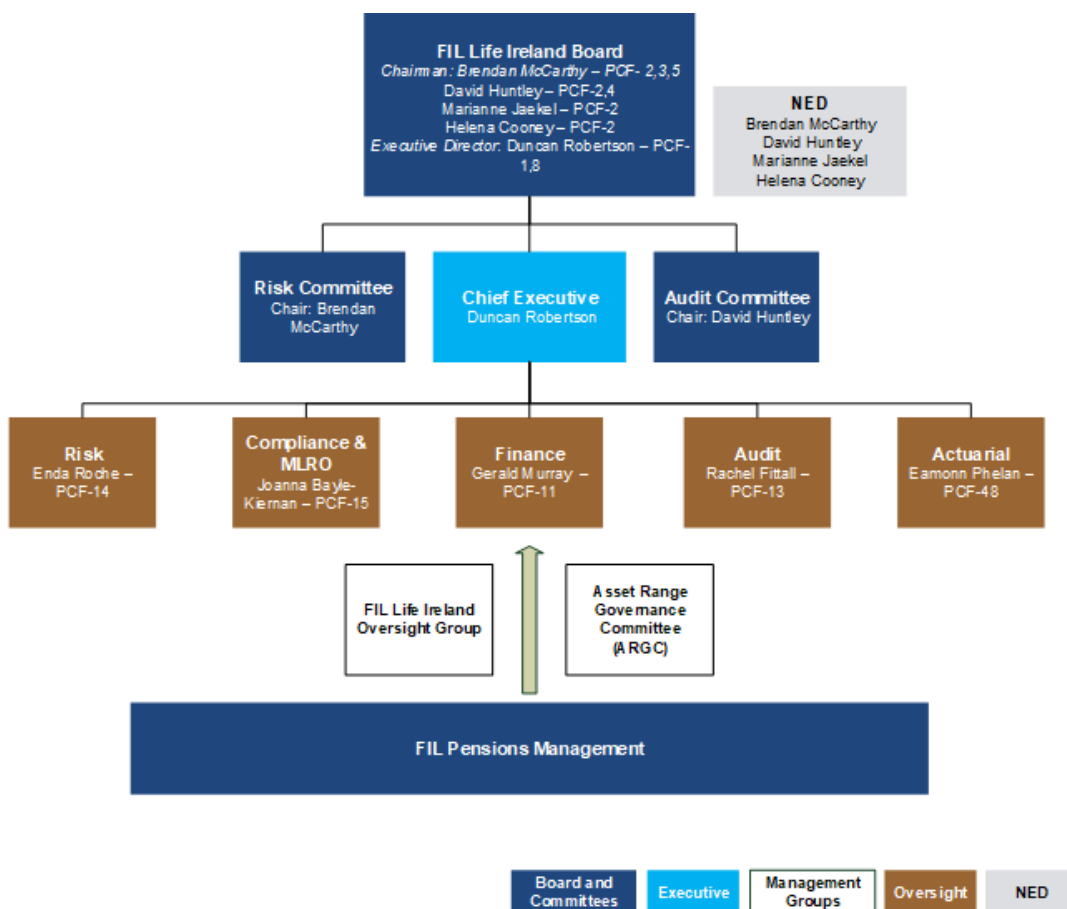 FIL Life Ireland Board
Chairman: Brendan McCarthy – PCF- 2,3,5
David Huntley – PCF-2,4
Marianne Jaekel – PCF-2
Helena Cooney – PCF-2
Executive Director: Duncan Robertson – PCF-
1,8
NED
Brendan McCarthy
David Huntley
Marianne Jaekel
Helena Cooney
Risk Committee
Chair: Brendan
McCarthy
Chief Executive
Duncan Robertson
Audit Committee
Chair: David Huntley
Risk
Enda Roche –
PCF-14
Compliance &
MLRO
Joanna Bayle-
Kiernan – PCF-15
Finance
Gerald Murray –
PCF-11
Audit
Rachel Fittall –
PCF-13
Actuarial
Eamonn Phelan –
PCF-48
FIL Life Ireland
Oversight Group
Asset Range
Governance
Committee
(ARGC)
FIL Pensions Management
Board and
Committees
Executive
Management
Groups
Oversight
NED